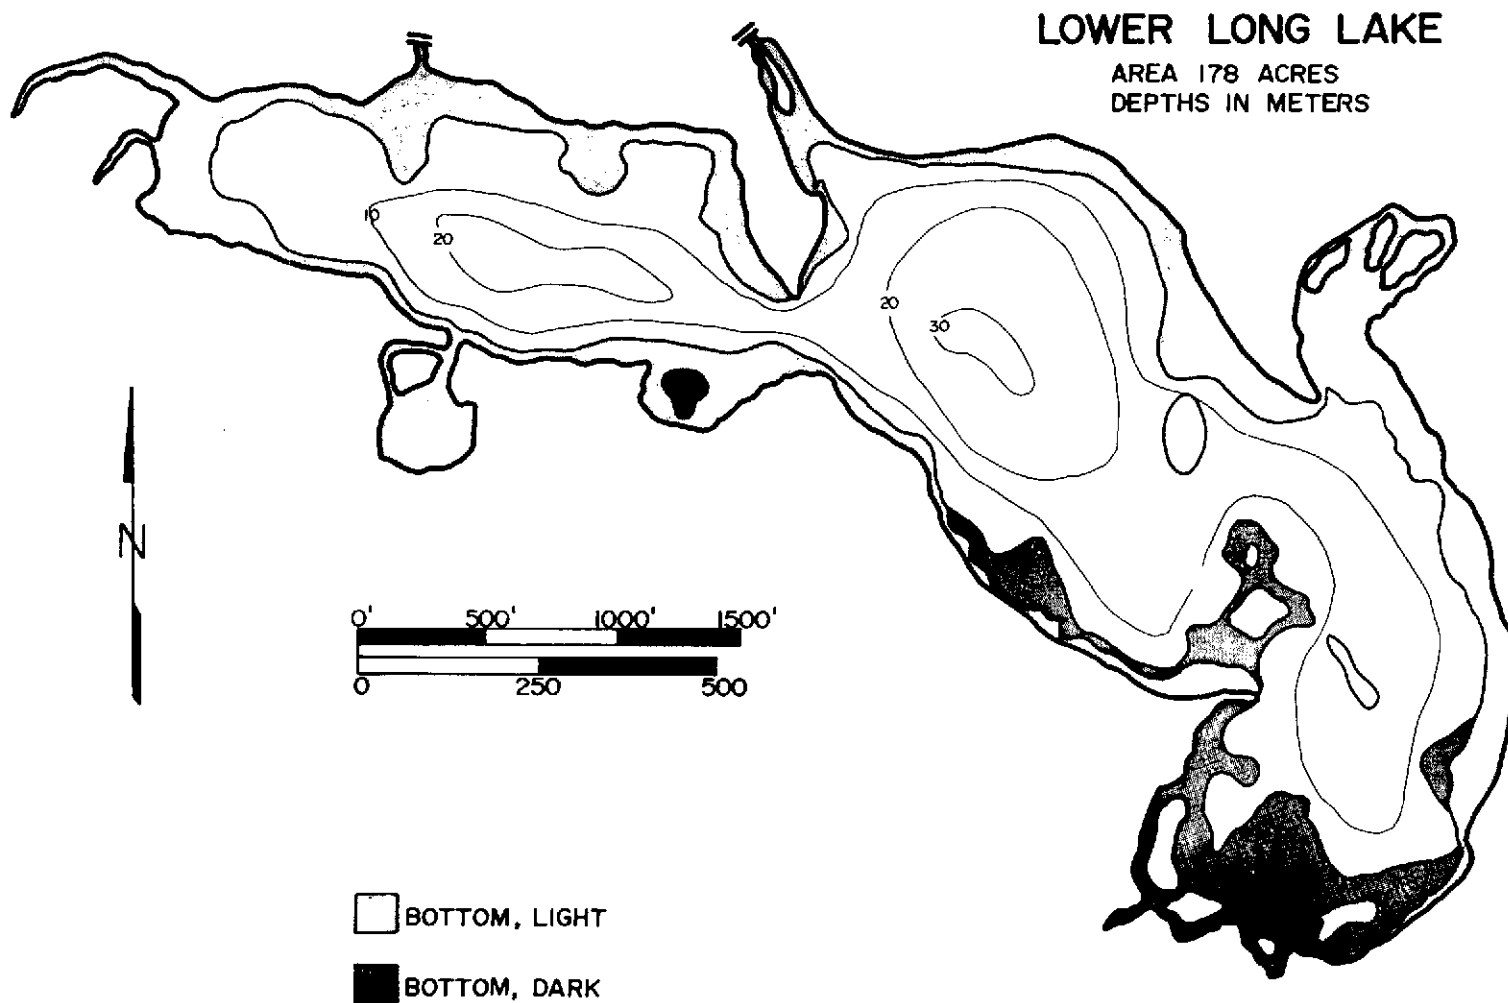 LOWER LONG LAKE
AREA 178 ACRES
DEPTHS IN METERS
10
20
20
30
N
0' 500' 1000' 1500'
0 250 500
BOTTOM, LIGHT
BOTTOM, DARK